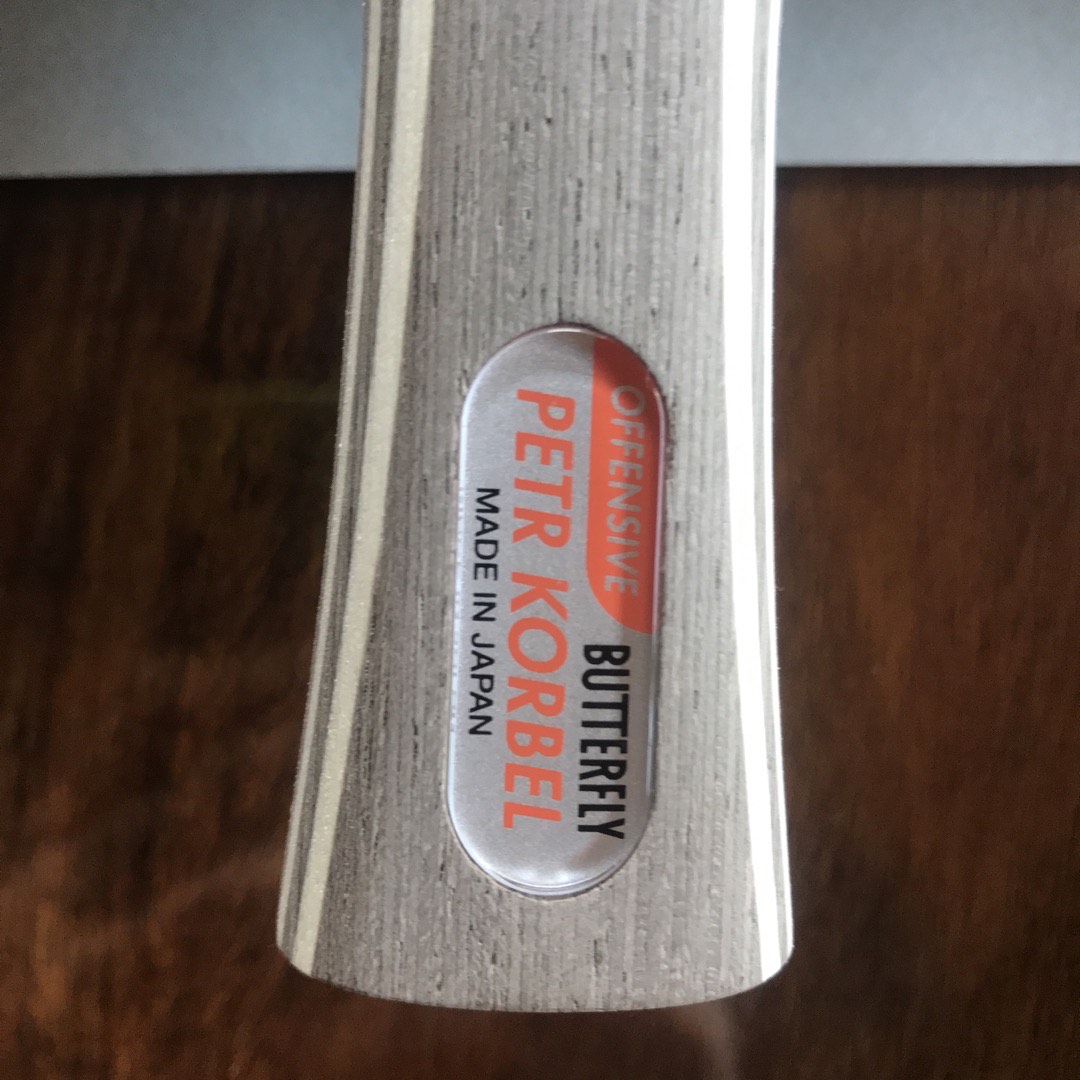 OFFENSIVE
BUTTERFLY
PETR KORBEL
MADE IN JAPAN